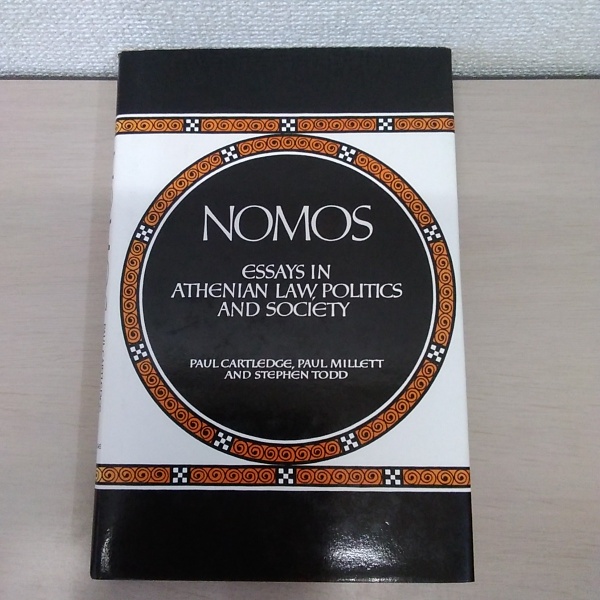 NOMOS
ESSAYS IN
ATHENIAN LAW, POLITICS
AND SOCIETY
PAUL CARTLEDGE, PAUL MILLETT
AND STEPHEN TODD